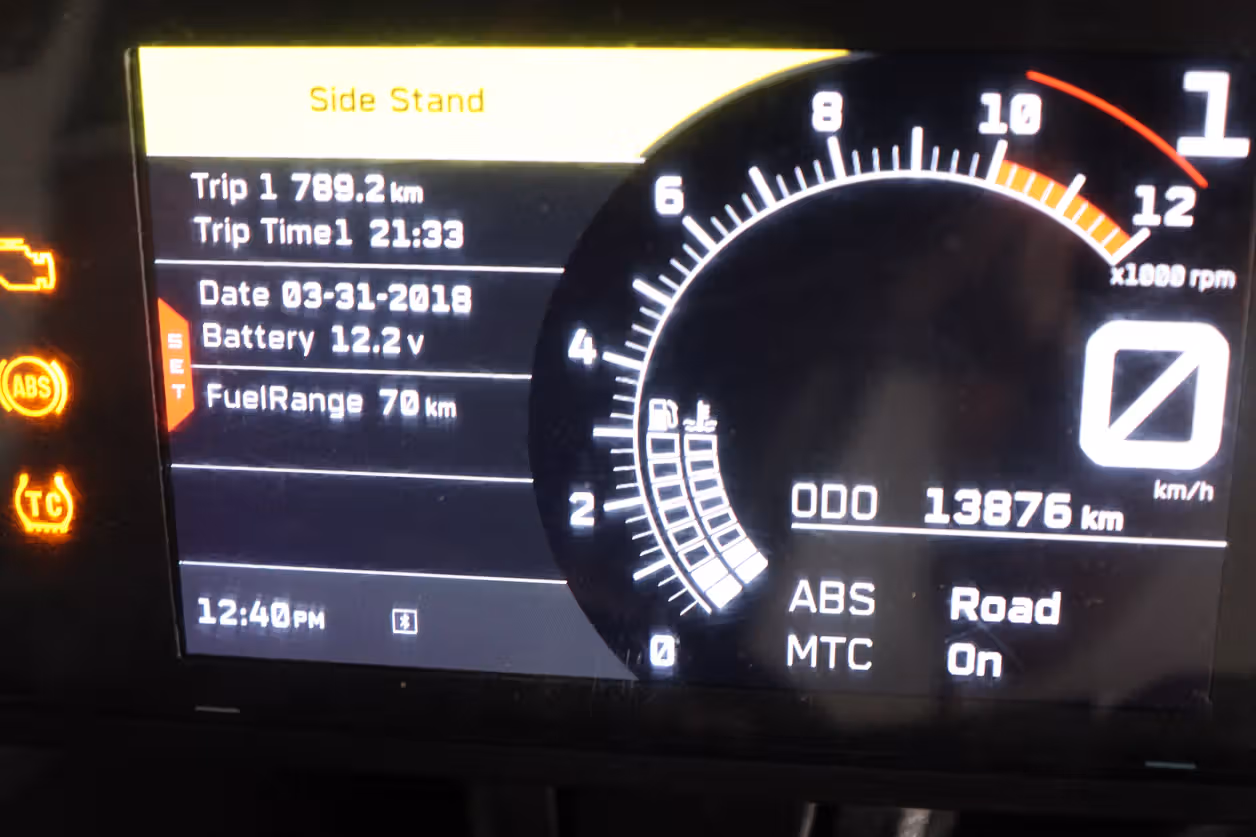 Side Stand
Trip 1 789.2 km
Trip Time1 21:33
Date 03-31-2018
Battery 12.2 v
FuelRange 70 km
12:40PM
SET
ABS
TC
1
0
2
4
6
8
10
12
x1000 rpm
0
km/h
ODO 13876 km
ABS Road
MTC On